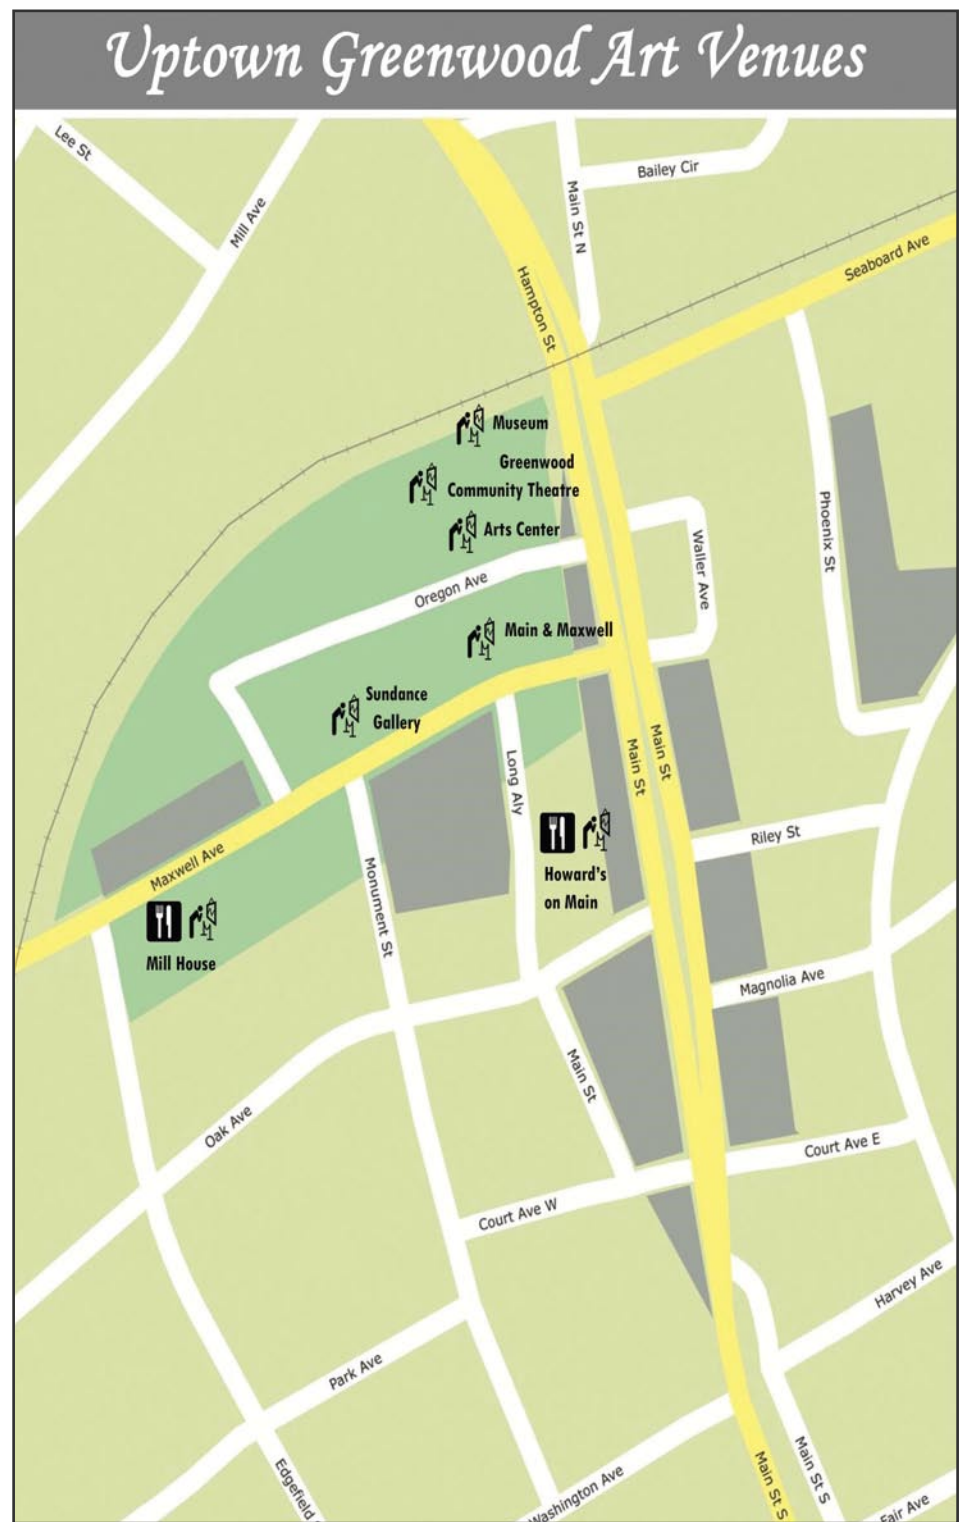 Uptown Greenwood Art Venues
Lee St
Mill Ave
Bailey Cir
Main St N
Seaboard Ave
Hampton St
Museum
Greenwood
Community Theatre
Arts Center
Phoenix St
Waller Ave
Oregon Ave
Main & Maxwell
Sundance
Gallery
Main St
Main St
Long Aly
Riley St
Maxwell Ave
Monument St
Howard's
on Main
Mill House
Magnolia Ave
Main St
Oak Ave
Court Ave E
Court Ave W
Harvey Ave
Park Ave
Edgefield
Washington Ave
Main St S
Main St S
Fair Ave